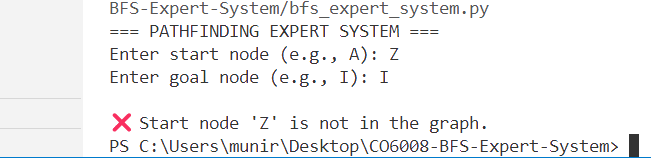 BFS-Expert-System/bfs_expert_system.py
=== PATHFINDING EXPERT SYSTEM ===
Enter start node (e.g., A): Z
Enter goal node (e.g., I): I
❌ Start node 'Z' is not in the graph.
PS C:\Users\munir\Desktop\CO6008-BFS-Expert-System>